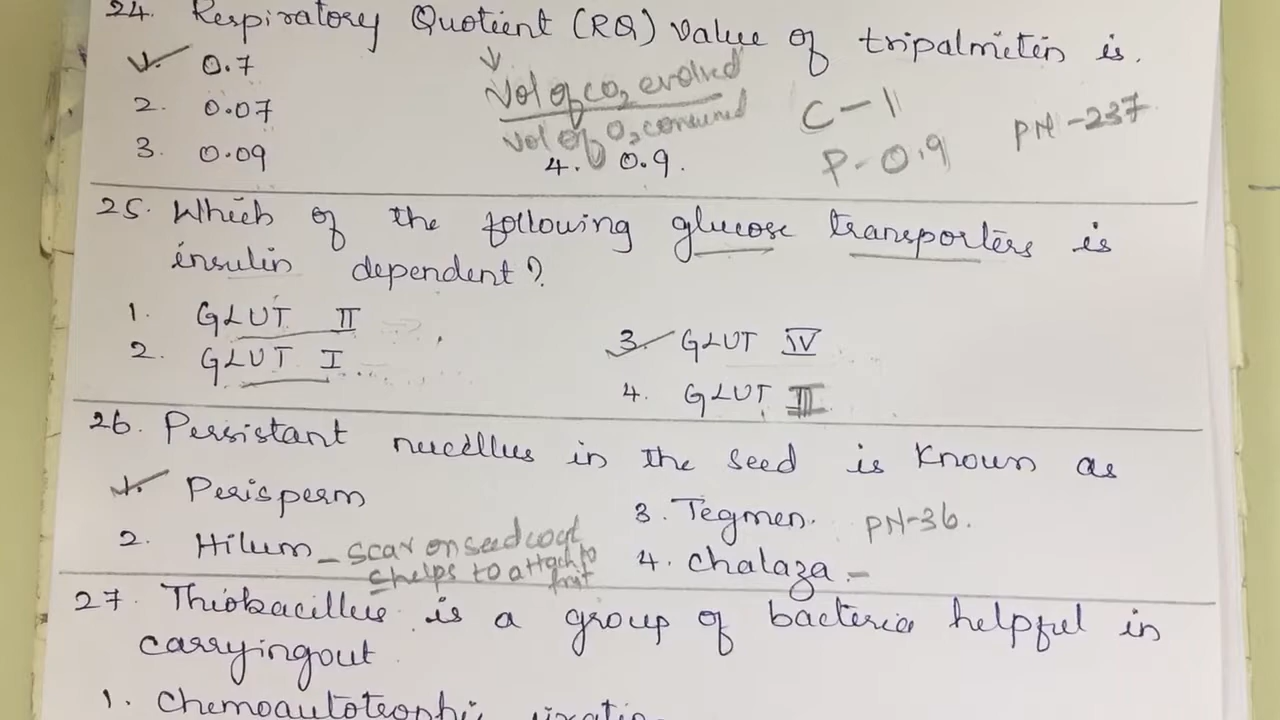 24. Respiratory Quotient (RQ) Value of tripalmitin is.
1. 0.7
Vol of CO2 evolved
2. 0.07
Vol of O2 consumed
C - 1
PN - 237
3. 0.09
4. 0.9.
P - 0.9
25. Which of the following glucose transporters is
insulin dependent?
1. GLUT II
3. GLUT IV
2. GLUT I
4. GLUT III
26. Persistant nucellus in the seed is known as
1. Perisperm
3. Tegmen. PN-36.
2. Hilum - scar on seed coat
& helps to attach to
fruit
4. chalaza -
27. Thiobacillus is a group of bacteria helpful in
carryingout
1. Chemoautotrophic